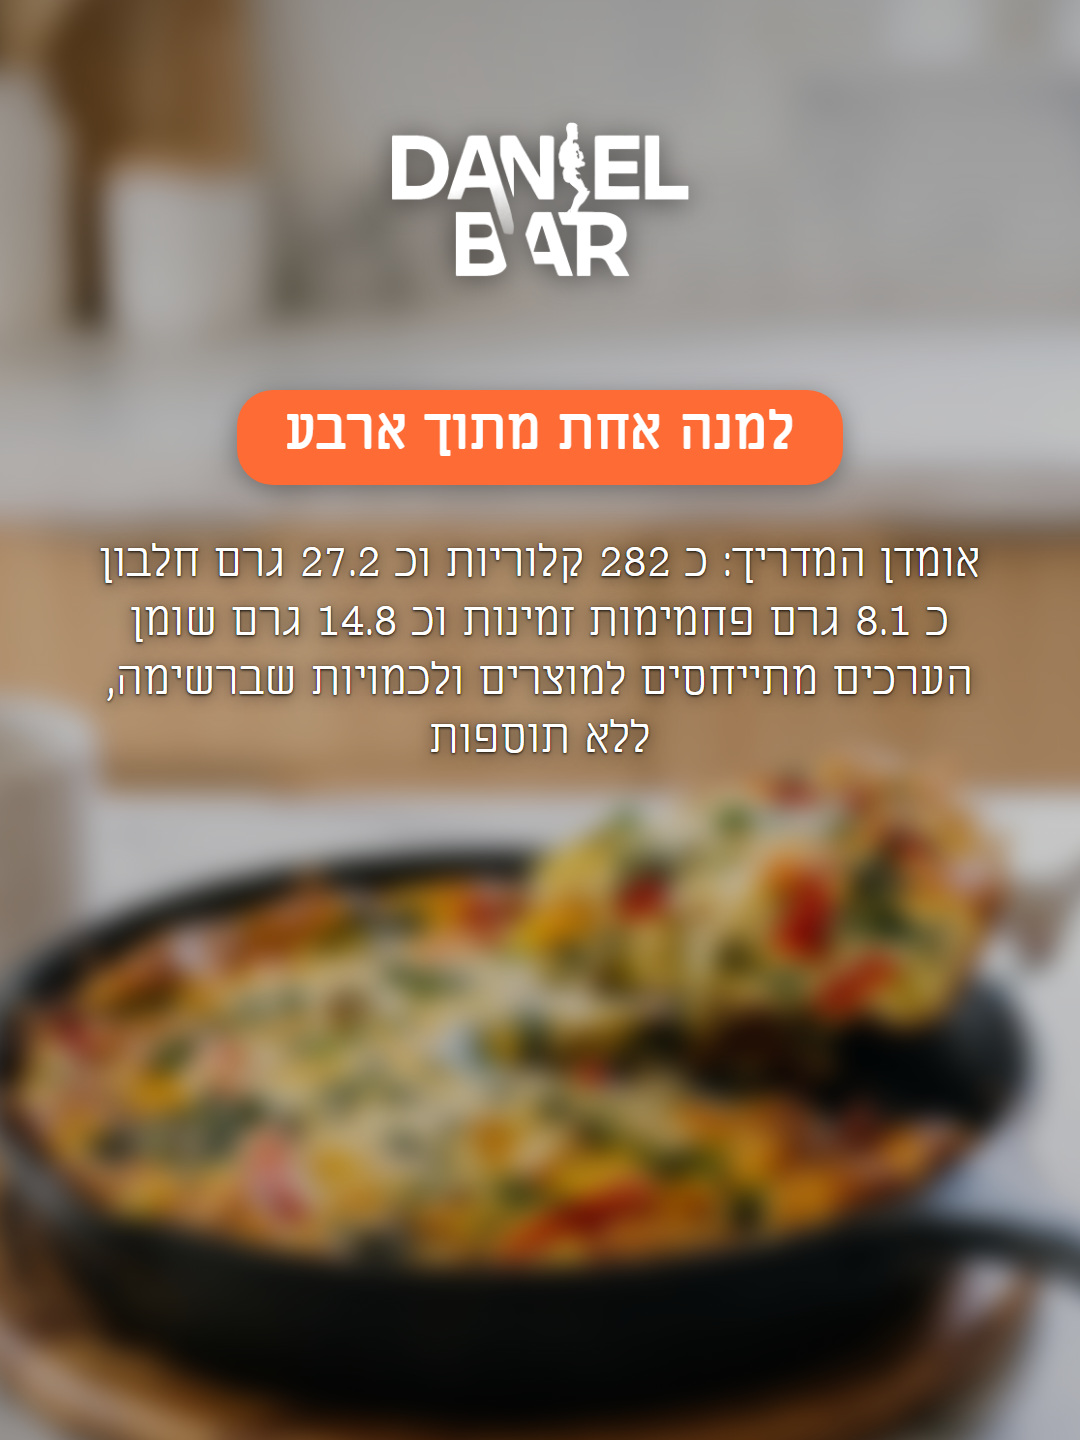 DANIEL
BAR
למנה אחת מתוך ארבע
אומדן המדריך: כ 282 קלוריות וכ 27.2 גרם חלבון
כ 8.1 גרם פחמימות זמינות וכ 14.8 גרם שומן
הערכים מתייחסים למוצרים ולכמויות שברשימה,
ללא תוספות